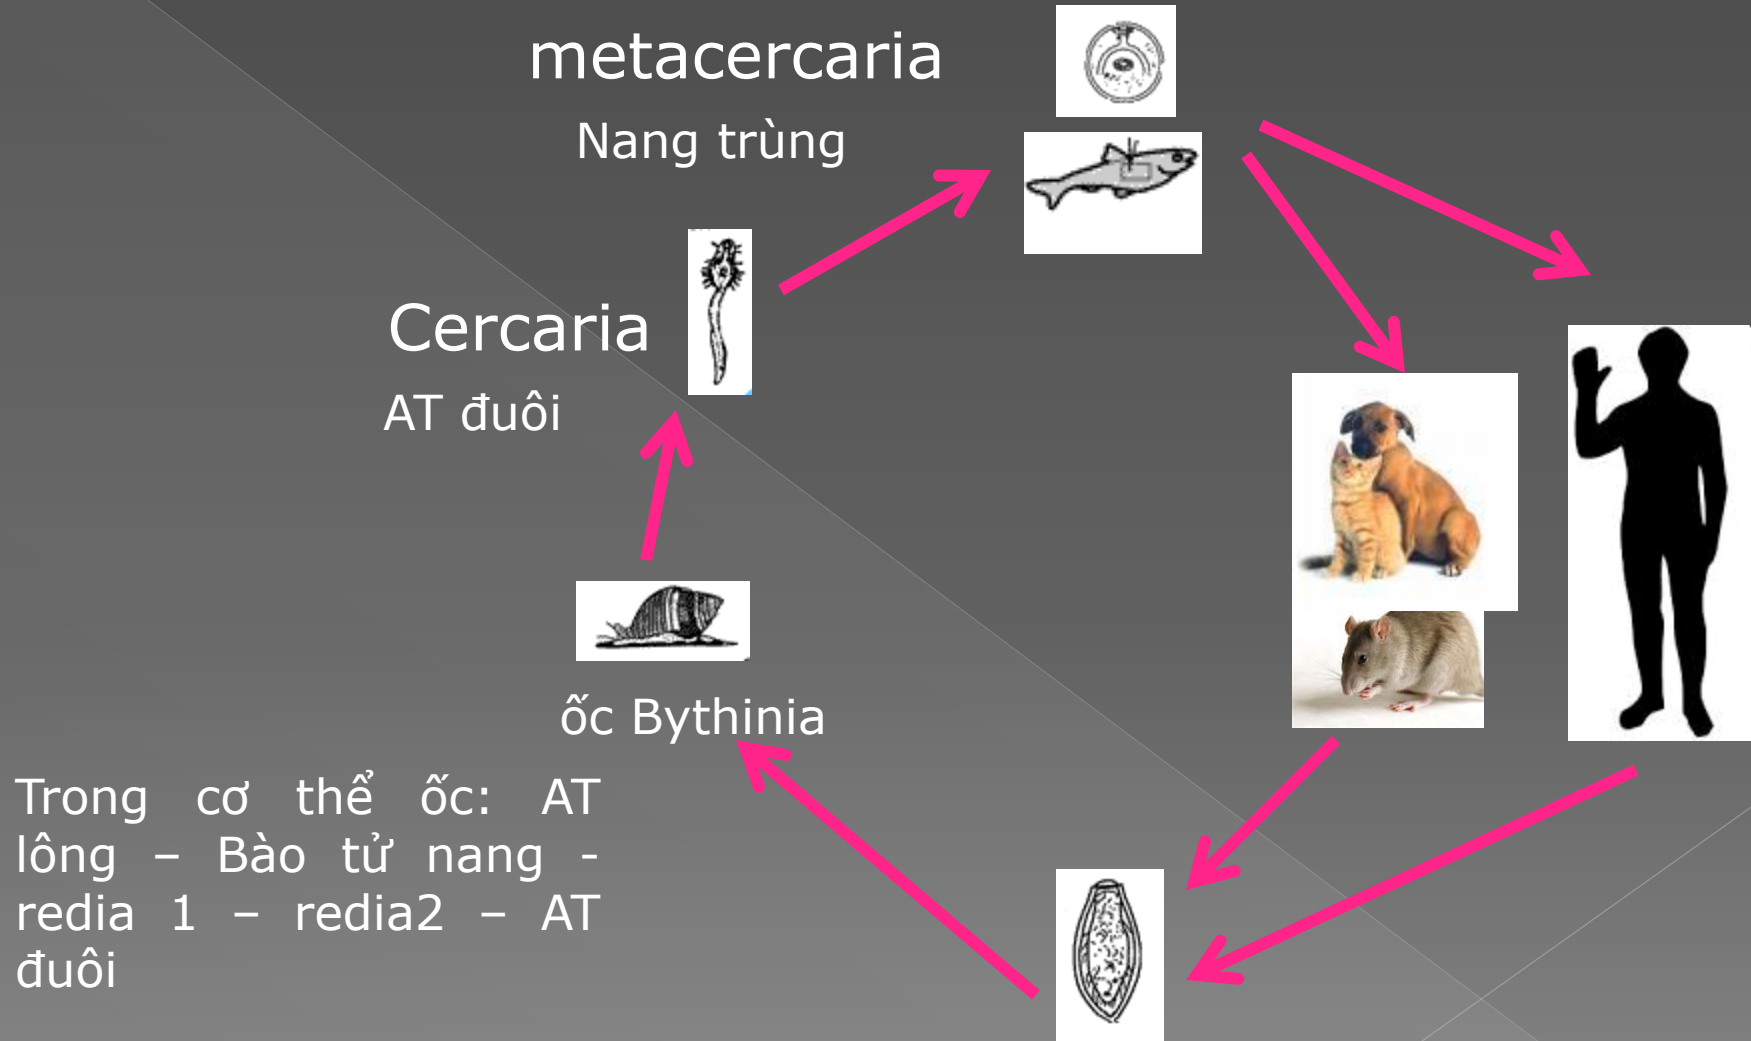 metacercaria
Nang trùng
Cercaria
AT đuôi
ốc Bythinia
Trong cơ thể ốc: AT
lông – Bào tử nang -
redia 1 – redia2 – AT
đuôi